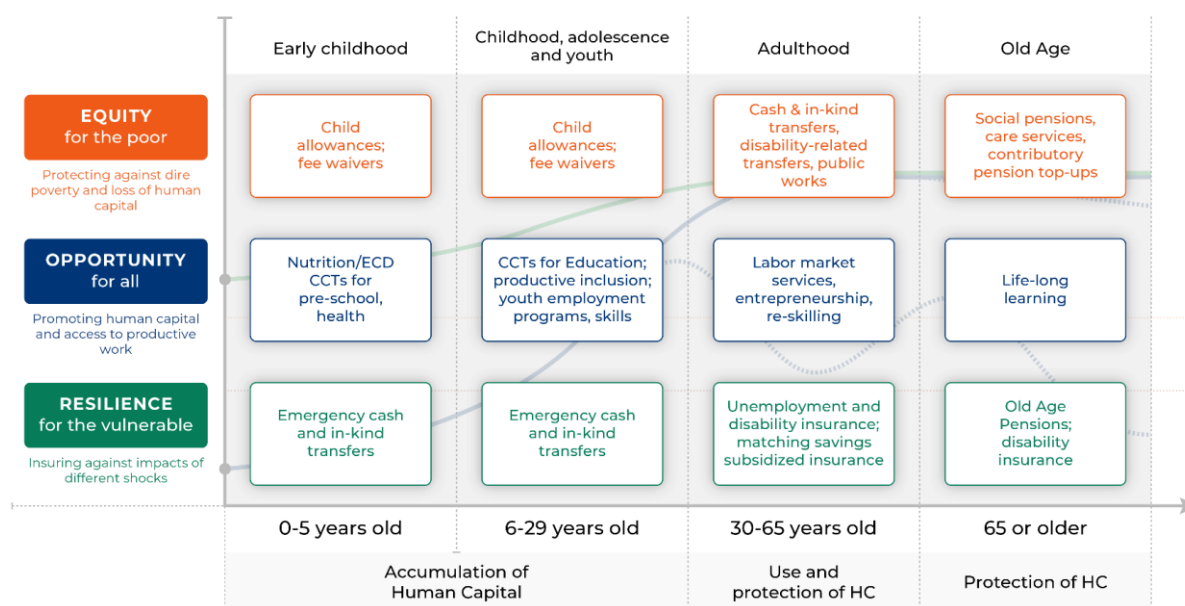 Early childhood
Childhood, adolescence
and youth
Adulthood
Old Age
EQUITY
for the poor
Protecting against dire
poverty and loss of human
capital
Child
allowances;
fee waivers
Child
allowances;
fee waivers
Cash & in-kind
transfers,
disability-related
transfers, public
works
Social pensions,
care services,
contributory
pension top-ups
OPPORTUNITY
for all
Promoting human capital
and access to productive
work
Nutrition/ECD
CCTs for
pre-school,
health
CCTs for Education;
productive inclusion;
youth employment
programs, skills
Labor market
services,
entrepreneurship,
re-skilling
Life-long
learning
RESILIENCE
for the vulnerable
Insuring against impacts of
different shocks
Emergency cash
and in-kind
transfers
Emergency cash
and in-kind
transfers
Unemployment and
disability insurance;
matching savings
subsidized insurance
Old Age
Pensions;
disability
insurance
0-5 years old
6-29 years old
30-65 years old
65 or older
Accumulation of
Human Capital
Use and
protection of HC
Protection of HC